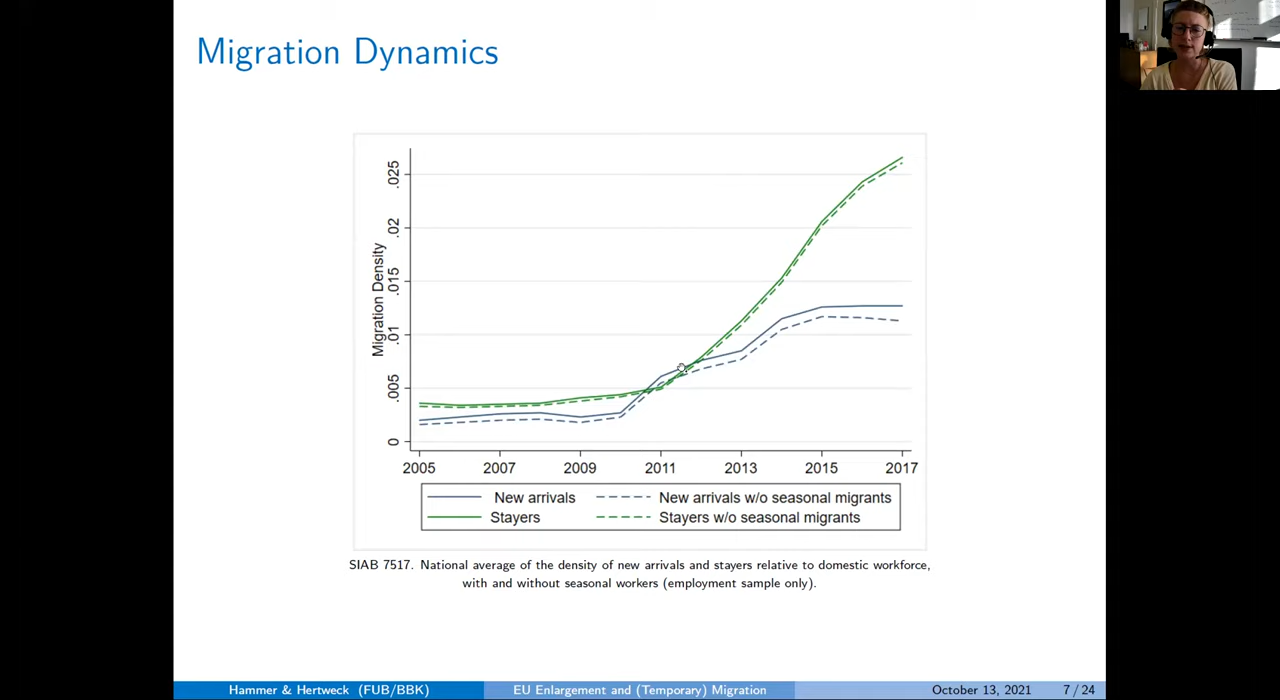 Migration Dynamics
Migration Density
0 .005 .01 .015 .02 .025
2005 2007 2009 2011 2013 2015 2017
New arrivals New arrivals w/o seasonal migrants
Stayers Stayers w/o seasonal migrants
SIAB 7517. National average of the density of new arrivals and stayers relative to domestic workforce,
with and without seasonal workers (employment sample only).
Hammer & Hertweck (FUB/BBK) EU Enlargement and (Temporary) Migration October 13, 2021 7 / 24